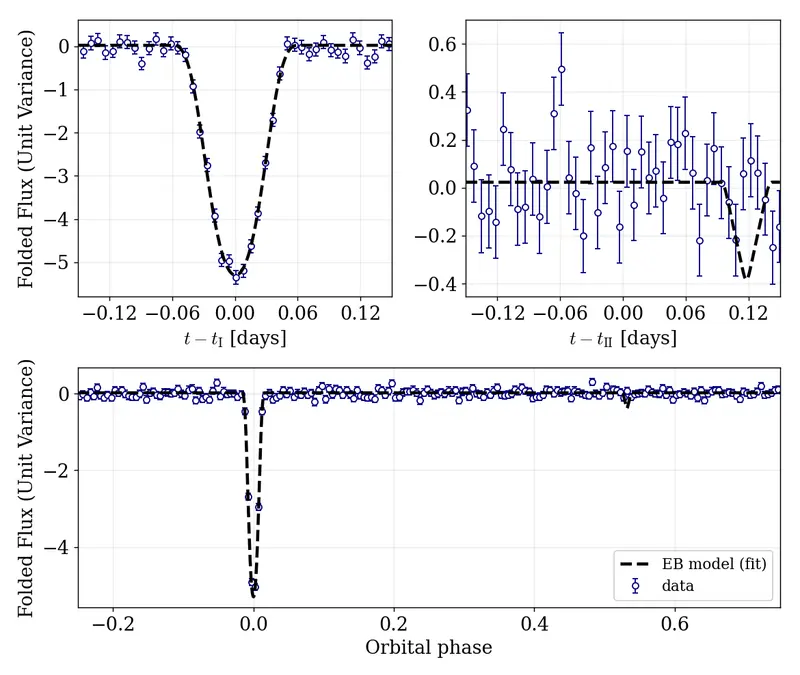 Folded Flux (Unit Variance)
0
−1
−2
−3
−4
−5
−0.12 −0.06 0.00 0.06 0.12
t − tI [days]
0.6
0.4
0.2
0.0
−0.2
−0.4
−0.12 −0.06 0.00 0.06 0.12
t − tII [days]
Folded Flux (Unit Variance)
0
−2
−4
EB model (fit)
data
−0.2 0.0 0.2 0.4 0.6
Orbital phase